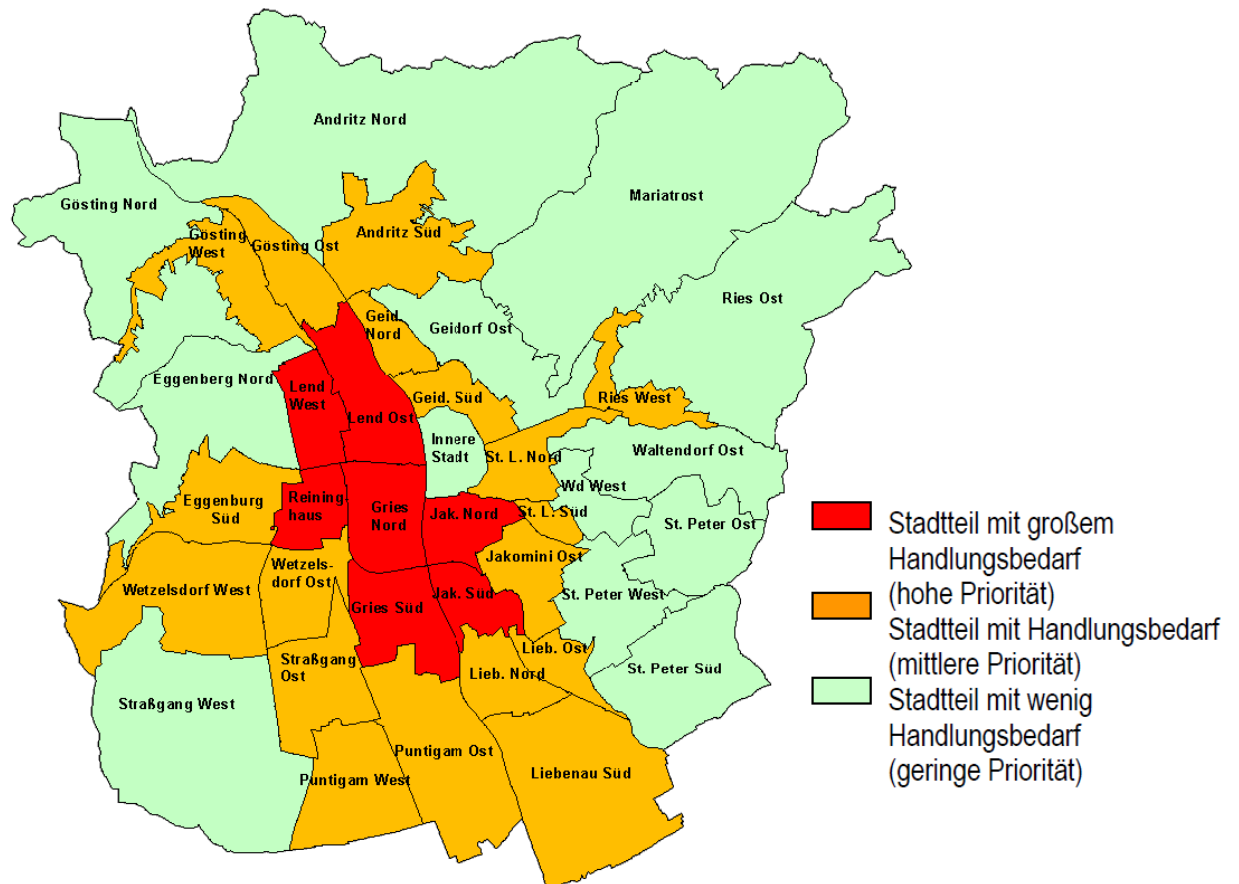 Andritz Nord
Mariatrost
Gösting Nord
Gösting
West
Gösting Ost
Andritz Süd
Ries Ost
Geid.
Nord
Geidorf Ost
Eggenberg Nord
Lend
West
Lend Ost
Geid. Süd
Ries West
Innere
Stadt
St. L. Nord
Waltendorf Ost
Wd West
Eggenburg
Süd
Reining-
haus
Gries
Nord
Jak. Nord
St. L. Süd
St. Peter Ost
Wetzelsdorf West
Wetzels-
dorf Ost
Jakomini Ost
Gries Süd
Jak. Süd
St. Peter West
Straßgang
Ost
Lieb. Nord
Lieb. Ost
St. Peter Süd
Straßgang West
Puntigam West
Puntigam Ost
Liebenau Süd
Stadtteil mit großem
Handlungsbedarf
(hohe Priorität)
Stadtteil mit Handlungsbedarf
(mittlere Priorität)
Stadtteil mit wenig
Handlungsbedarf
(geringe Priorität)